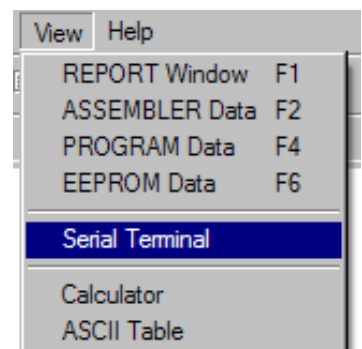 View Help
REPORT Window F1
ASSEMBLER Data F2
PROGRAM Data F4
EEPROM Data F6
Serial Terminal
Calculator
ASCII Table